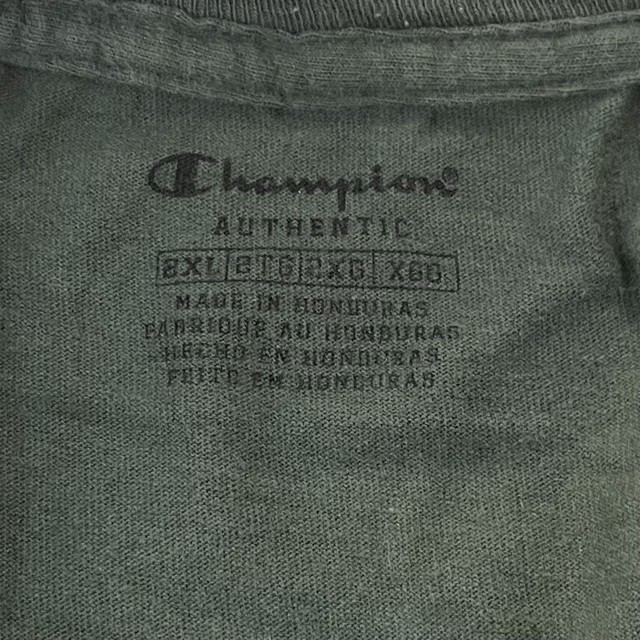 Champion®
AUTHENTIC
2XL 2TG 2XG XGG
MADE IN HONDURAS
FABRIQUE AU HONDURAS
HECHO EN HONDURAS
FEITO EM HONDURAS